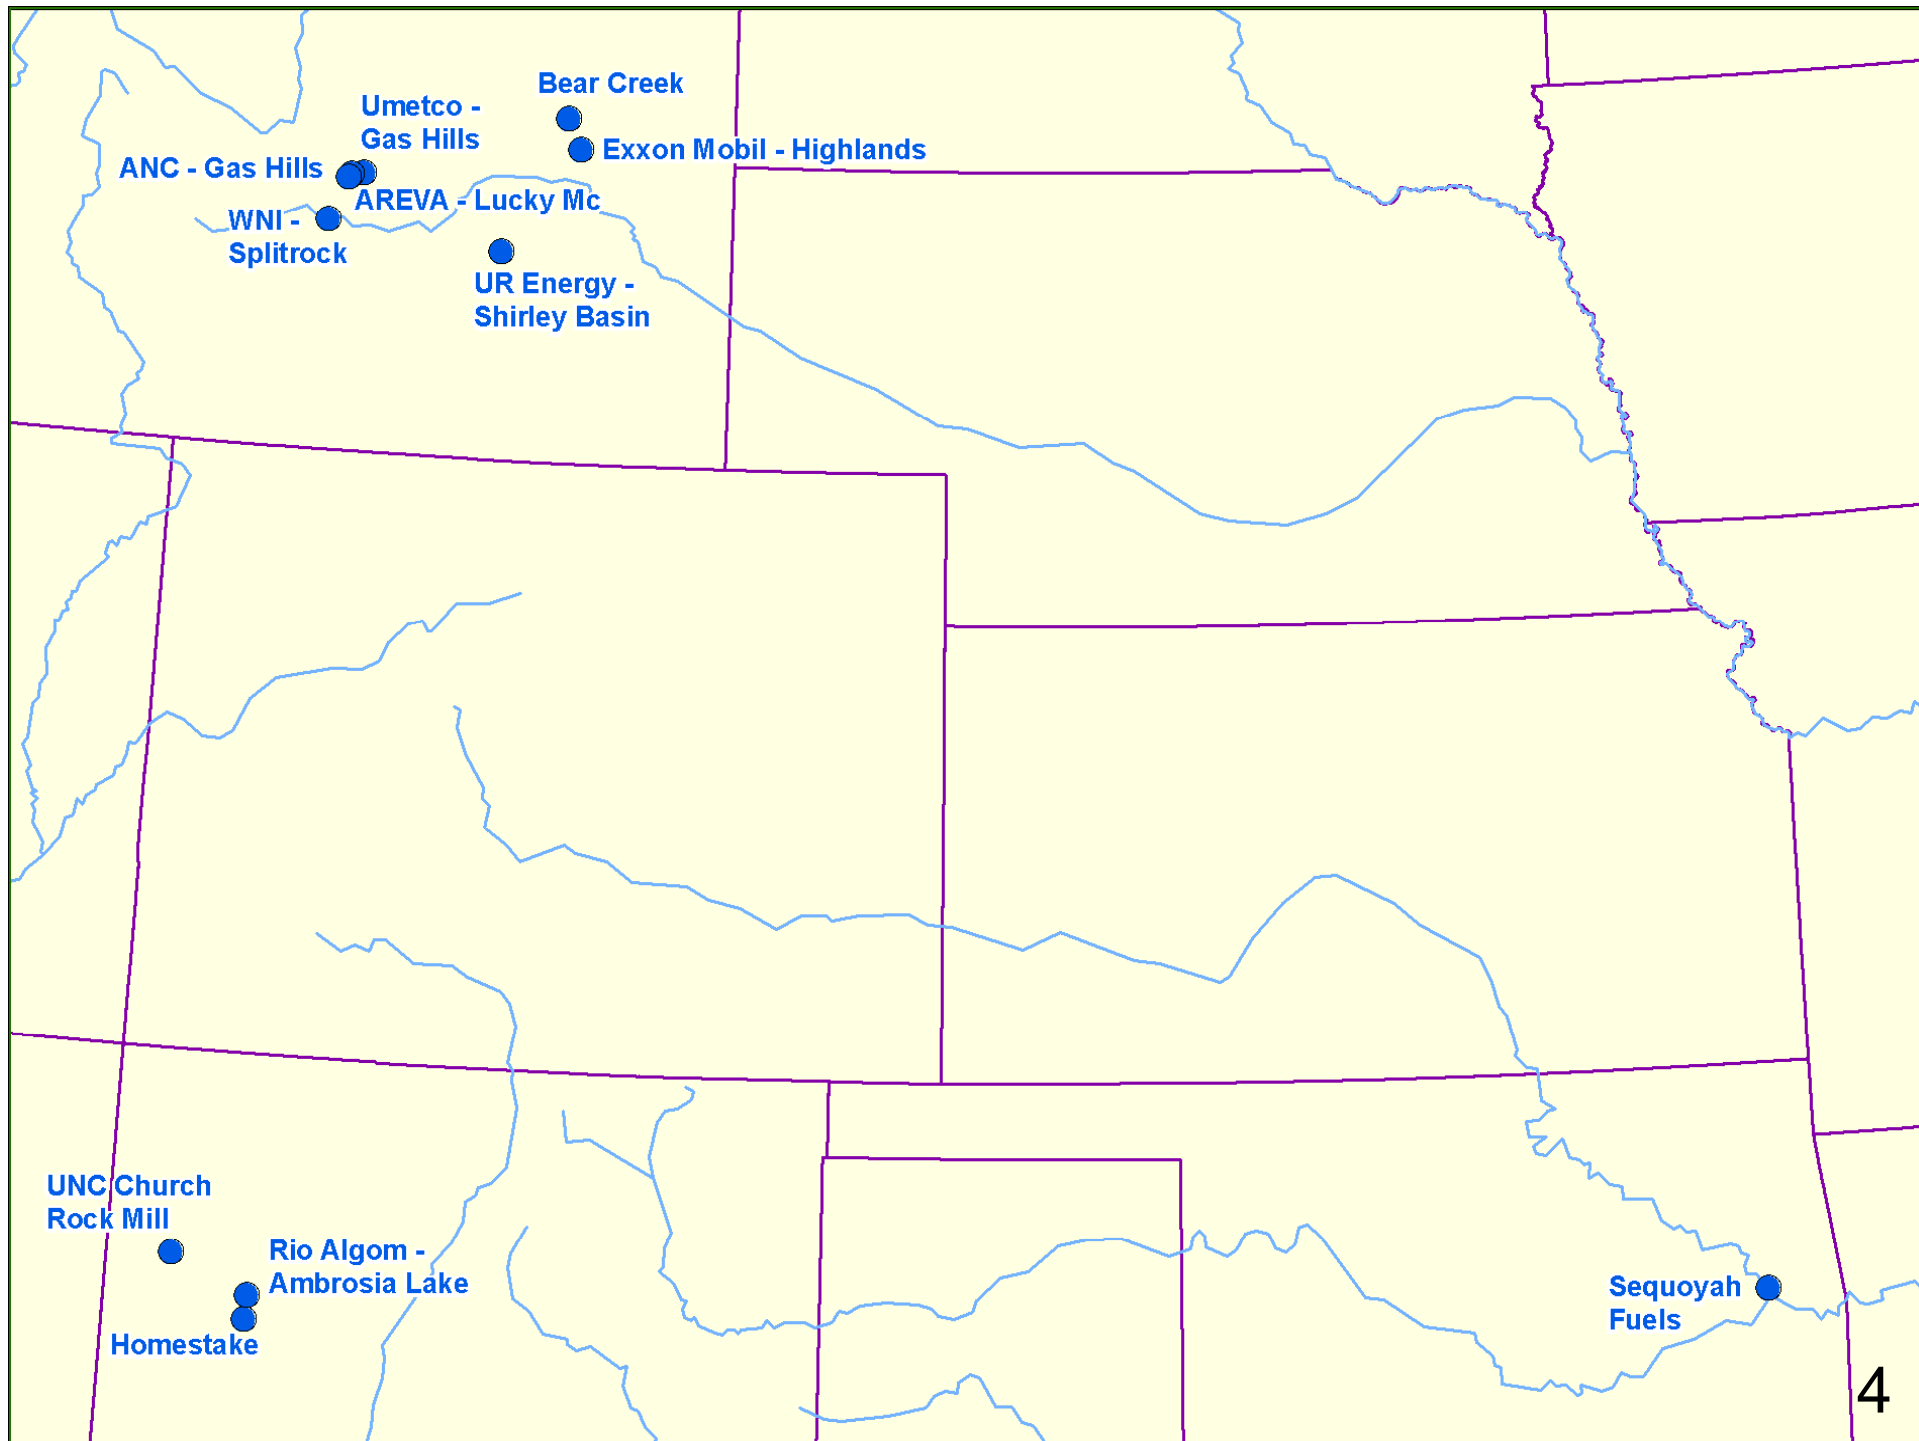 Bear Creek
Umetco -
Gas Hills
Exxon Mobil - Highlands
ANC - Gas Hills
AREVA - Lucky Mc
WNI -
Splitrock
UR Energy -
Shirley Basin
UNC Church
Rock Mill
Rio Algom -
Ambrosia Lake
Homestake
Sequoyah
Fuels
4